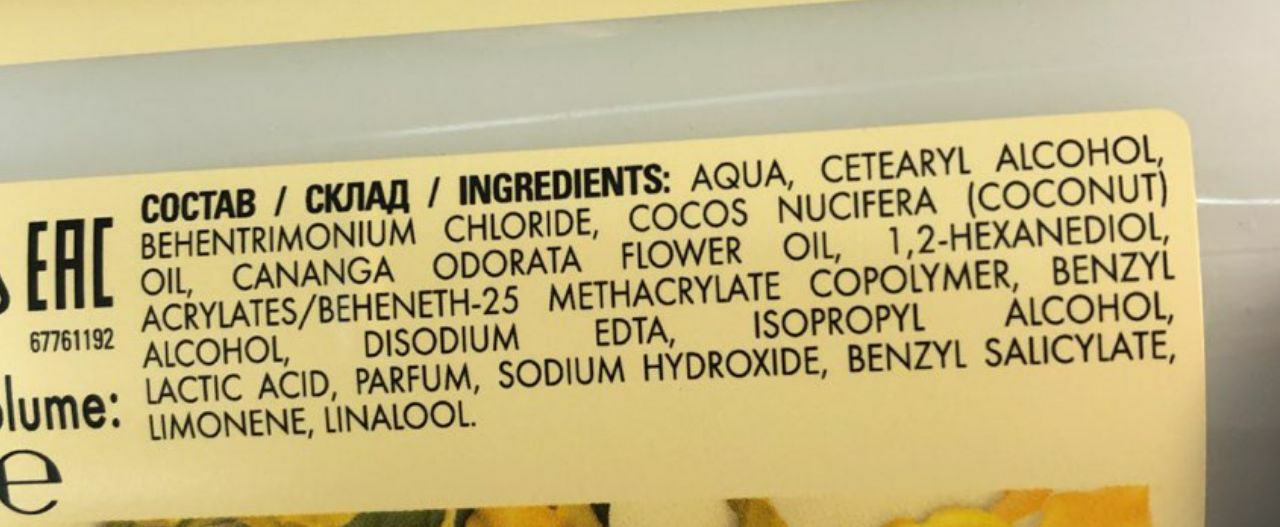 СОСТАВ / СКЛАД / INGREDIENTS: AQUA, CETEARYL ALCOHOL,
BEHENTRIMONIUM CHLORIDE, COCOS NUCIFERA (COCONUT)
OIL, CANANGA ODORATA FLOWER OIL, 1,2-HEXANEDIOL,
ACRYLATES/BEHENETH-25 METHACRYLATE COPOLYMER, BENZYL
ALCOHOL, DISODIUM EDTA, ISOPROPYL ALCOHOL,
LACTIC ACID, PARFUM, SODIUM HYDROXIDE, BENZYL SALICYLATE,
LIMONENE, LINALOOL.
EAC
67761192
e